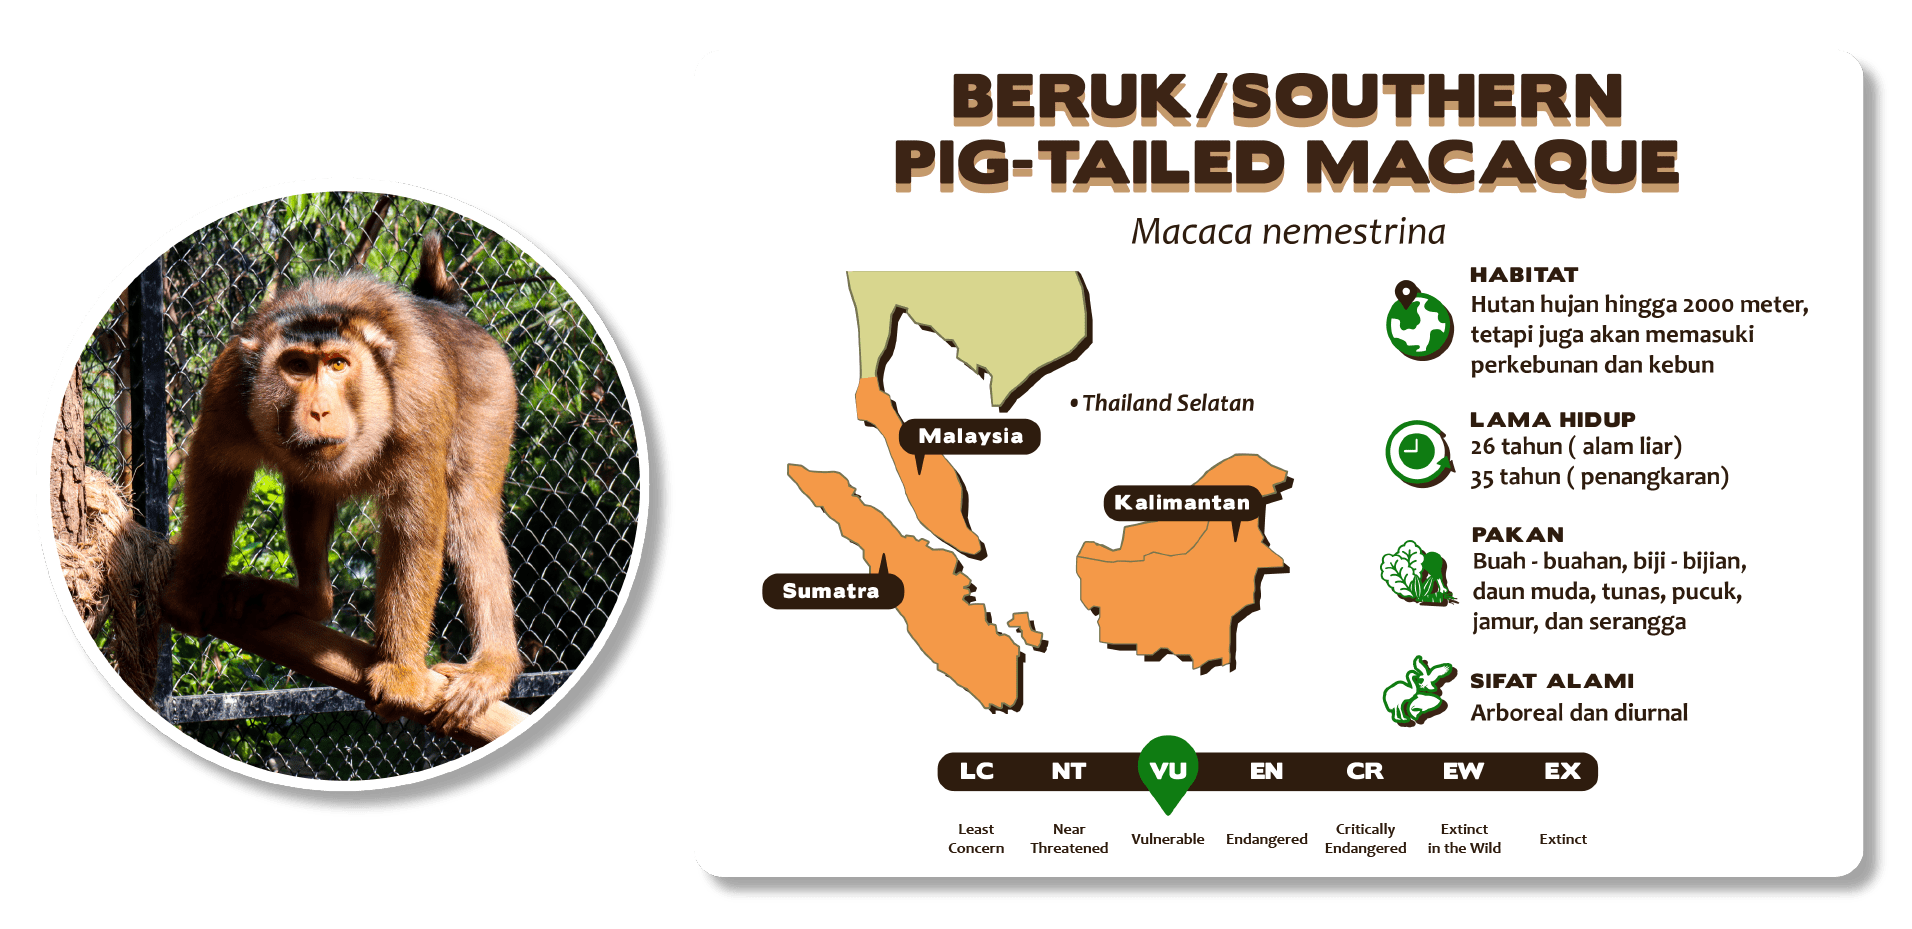 BERUK/SOUTHERN
PIG-TAILED MACAQUE
Macaca nemestrina
• Thailand Selatan
Malaysia
Kalimantan
Sumatra
HABITAT
Hutan hujan hingga 2000 meter,
tetapi juga akan memasuki
perkebunan dan kebun
LAMA HIDUP
26 tahun ( alam liar)
35 tahun ( penangkaran)
PAKAN
Buah - buahan, biji - bijian,
daun muda, tunas, pucuk,
jamur, dan serangga
SIFAT ALAMI
Arboreal dan diurnal
LC NT VU EN CR EW EX
Least Concern
Near Threatened
Vulnerable
Endangered
Critically Endangered
Extinct in the Wild
Extinct